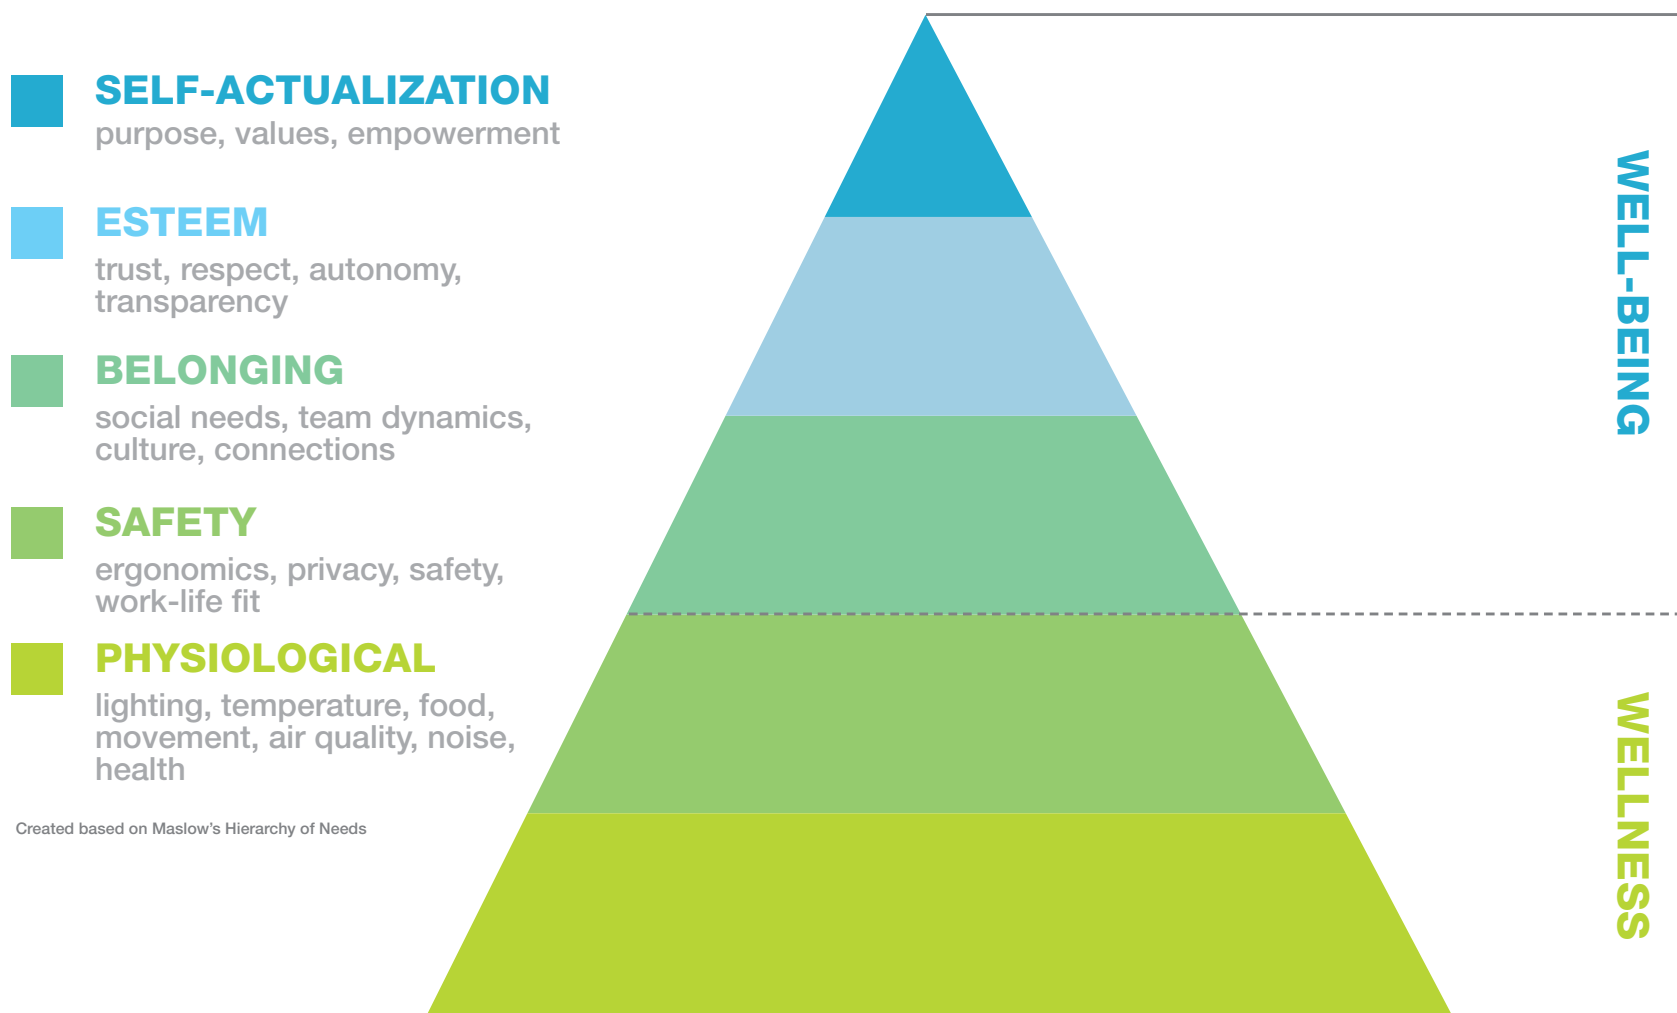 SELF-ACTUALIZATION
purpose, values, empowerment
ESTEEM
trust, respect, autonomy,
transparency
BELONGING
social needs, team dynamics,
culture, connections
SAFETY
ergonomics, privacy, safety,
work-life fit
PHYSIOLOGICAL
lighting, temperature, food,
movement, air quality, noise,
health
Created based on Maslow’s Hierarchy of Needs
WELL-BEING
WELLNESS